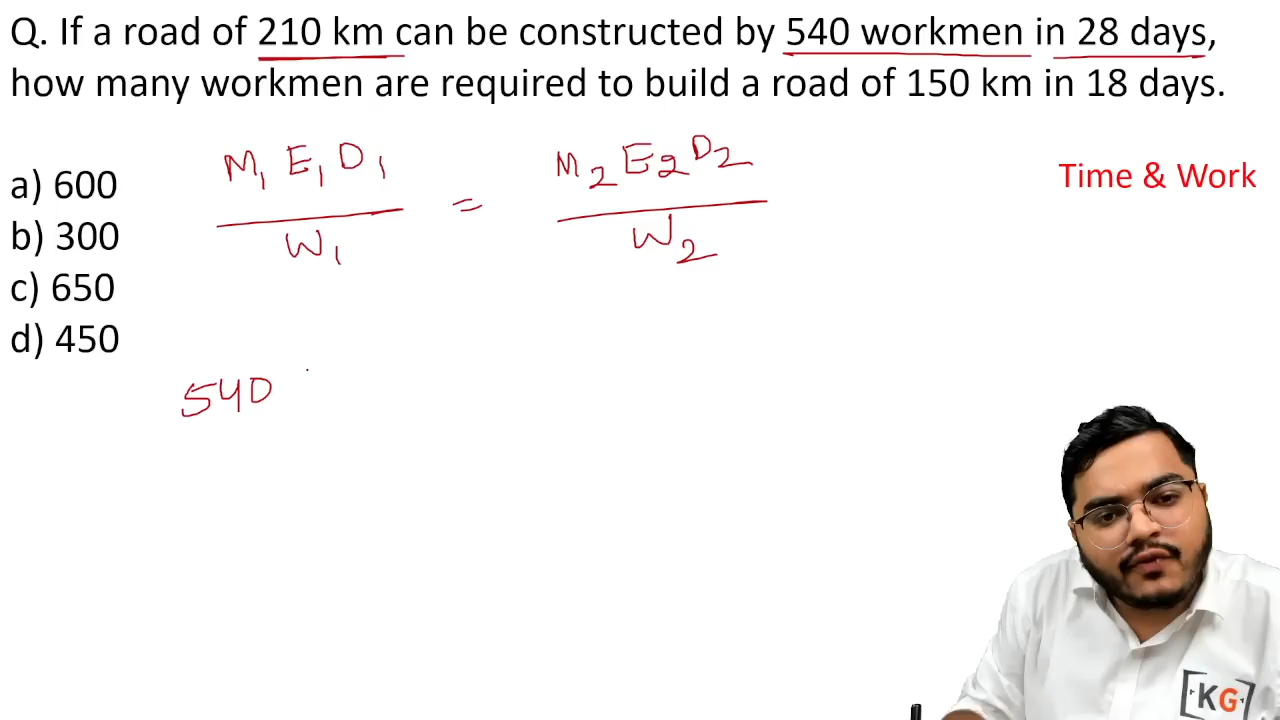 Q. If a road of 210 km can be constructed by 540 workmen in 28 days,
how many workmen are required to build a road of 150 km in 18 days.
Time & Work
a) 600
b) 300
c) 650
d) 450
M₁ E₁ D₁ = M₂ E₂ D₂
W₁ W₂
540
KG